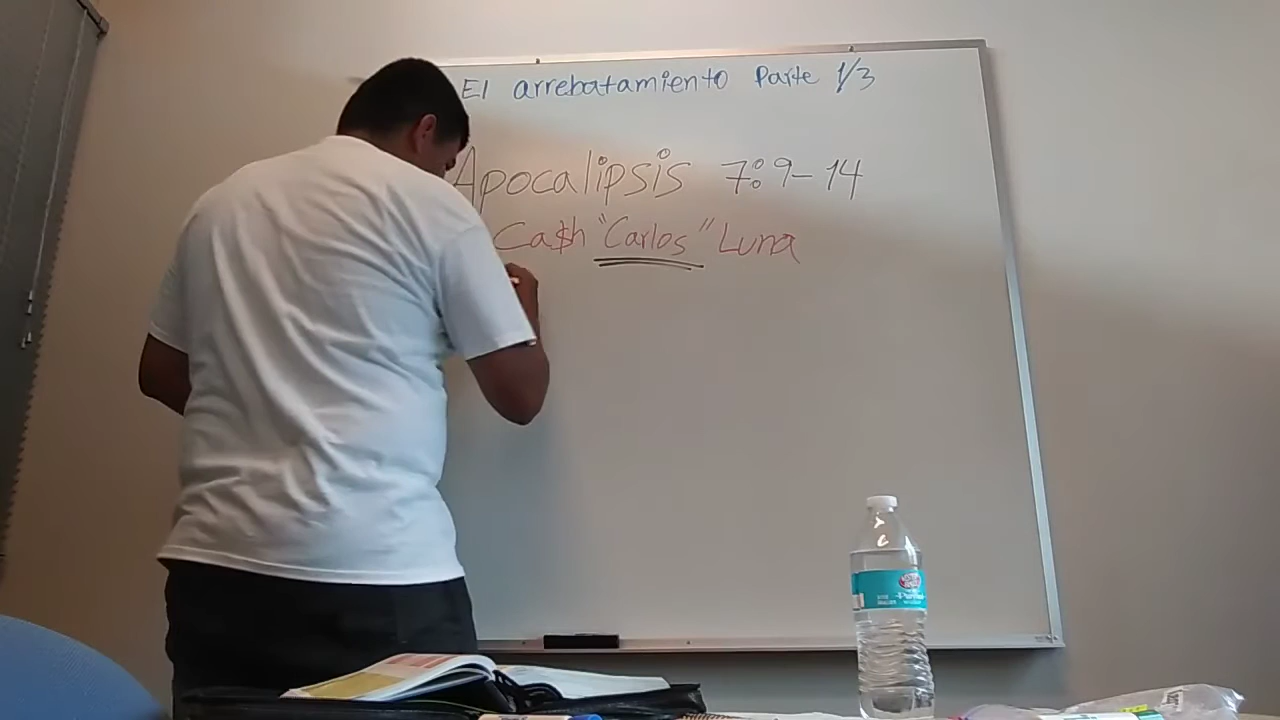 El arrebatamiento Parte 1/3
Apocalipsis 7:9-14
Ca$h "Carlos" Luna